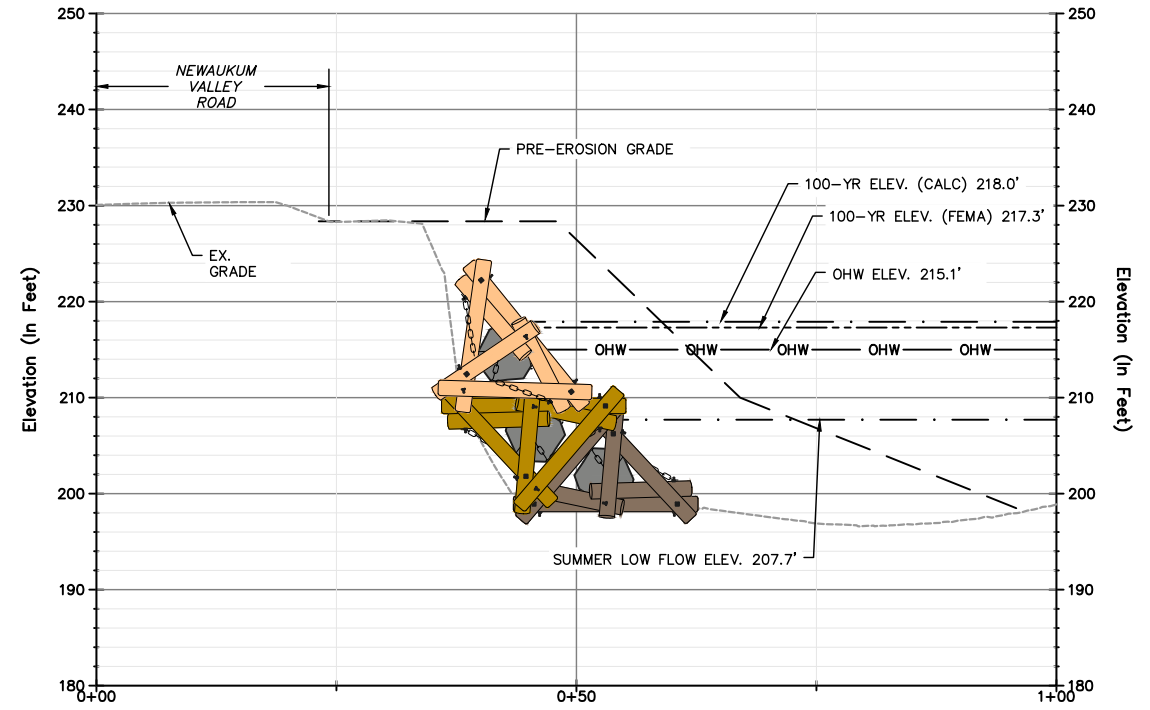 250
250
NEWAUKUM
VALLEY
ROAD
240
240
PRE-EROSION GRADE
100-YR ELEV. (CALC) 218.0'
230
230
100-YR ELEV. (FEMA) 217.3'
EX.
GRADE
OHW ELEV. 215.1'
Elevation (In Feet)
Elevation (In Feet)
220
220
OHW OHW OHW OHW OHW
210
210
200
200
SUMMER LOW FLOW ELEV. 207.7'
190
190
180
180
0+00 0+50 1+00